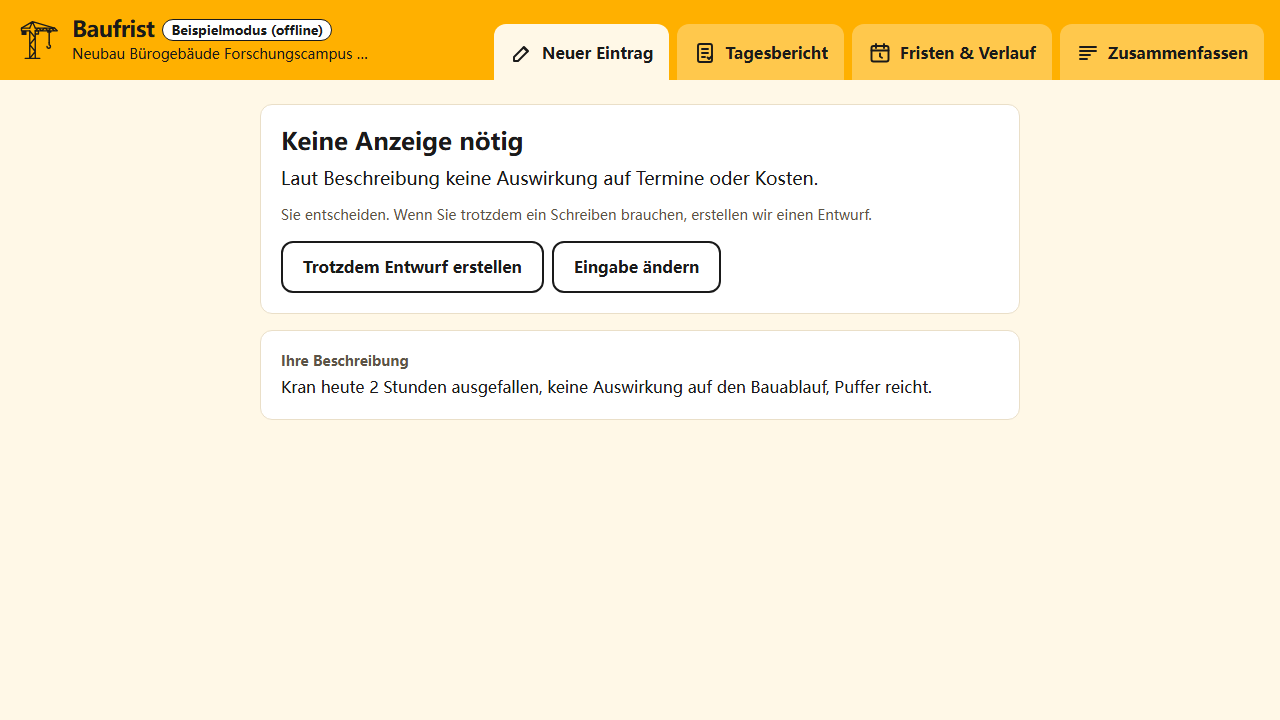 Baufrist Beispielmodus (offline)
Neubau Bürogebäude Forschungscampus ...
Neuer Eintrag
Tagesbericht
Fristen & Verlauf
Zusammenfassen
Keine Anzeige nötig
Laut Beschreibung keine Auswirkung auf Termine oder Kosten.
Sie entscheiden. Wenn Sie trotzdem ein Schreiben brauchen, erstellen wir einen Entwurf.
Trotzdem Entwurf erstellen
Eingabe ändern
Ihre Beschreibung
Kran heute 2 Stunden ausgefallen, keine Auswirkung auf den Bauablauf, Puffer reicht.